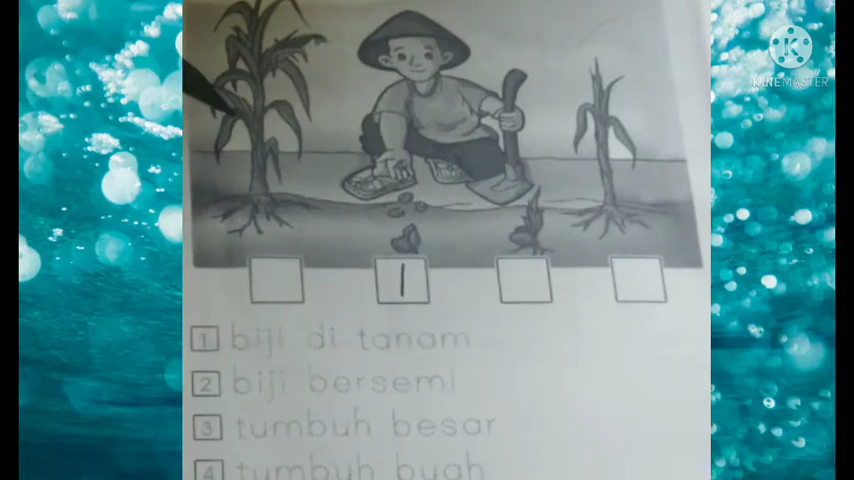 K
KINEMASTER
1
1 biji di tanam
2 biji bersemi
3 tumbuh besar
4 tumbuh buah